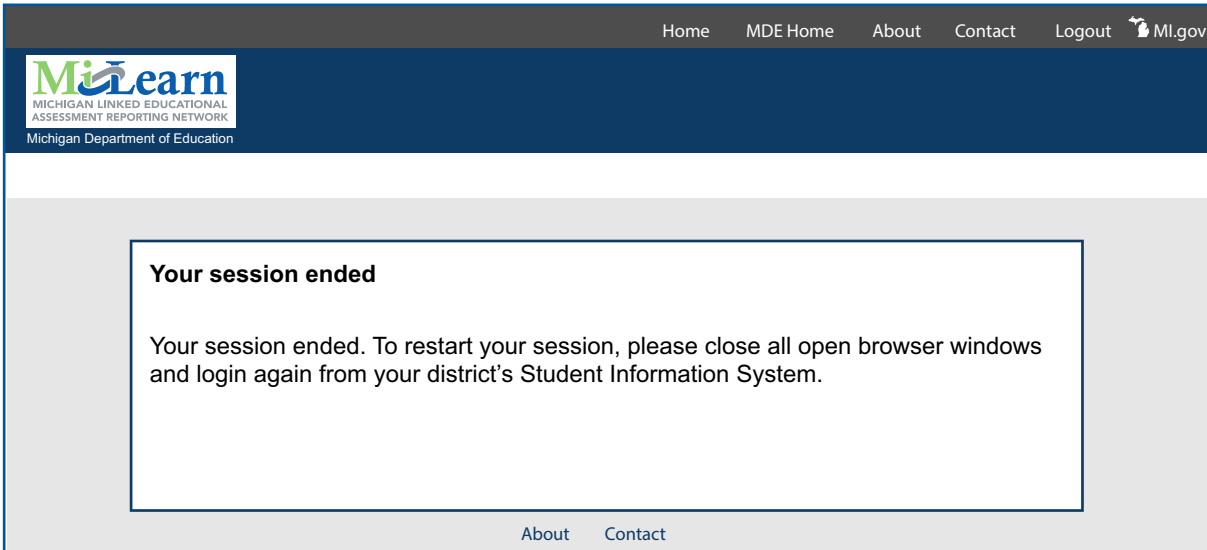 Home MDE Home About Contact Logout MI.gov
MiLearn
MICHIGAN LINKED EDUCATIONAL
ASSESSMENT REPORTING NETWORK
Michigan Department of Education
Your session ended
Your session ended. To restart your session, please close all open browser windows
and login again from your district’s Student Information System.
About Contact